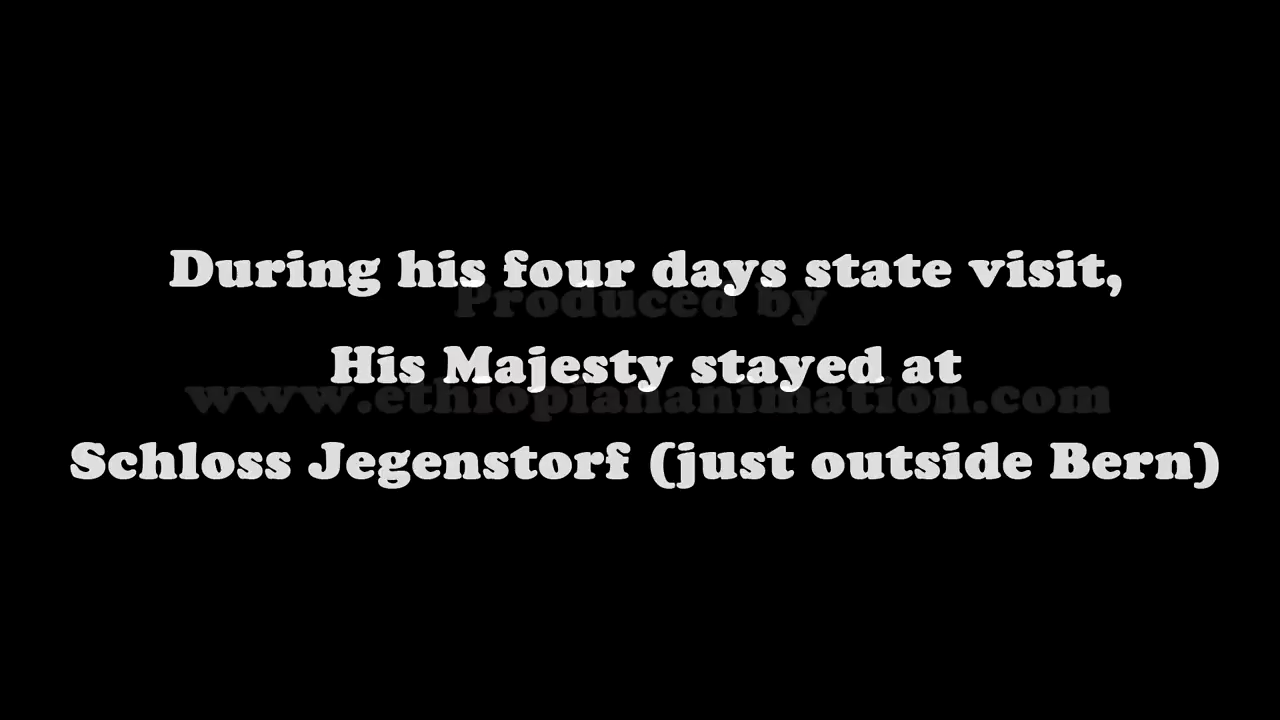 During his four days state visit,
Produced by
His Majesty stayed at
www.ethiopiananimation.com
Schloss Jegenstorf (just outside Bern)